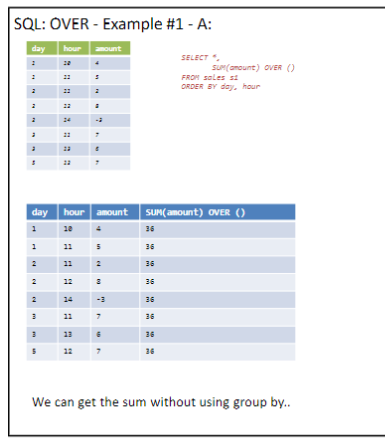 SQL: OVER - Example #1 - A:
day hour amount
1 10 4
1 11 5
2 11 2
2 12 8
2 14 -3
3 11 7
3 13 6
5 12 7
SELECT *,
SUM(amount) OVER ()
FROM sales s1
ORDER BY day, hour
day hour amount SUM(amount) OVER ()
1 10 4 36
1 11 5 36
2 11 2 36
2 12 8 36
2 14 -3 36
3 11 7 36
3 13 6 36
5 12 7 36
We can get the sum without using group by..